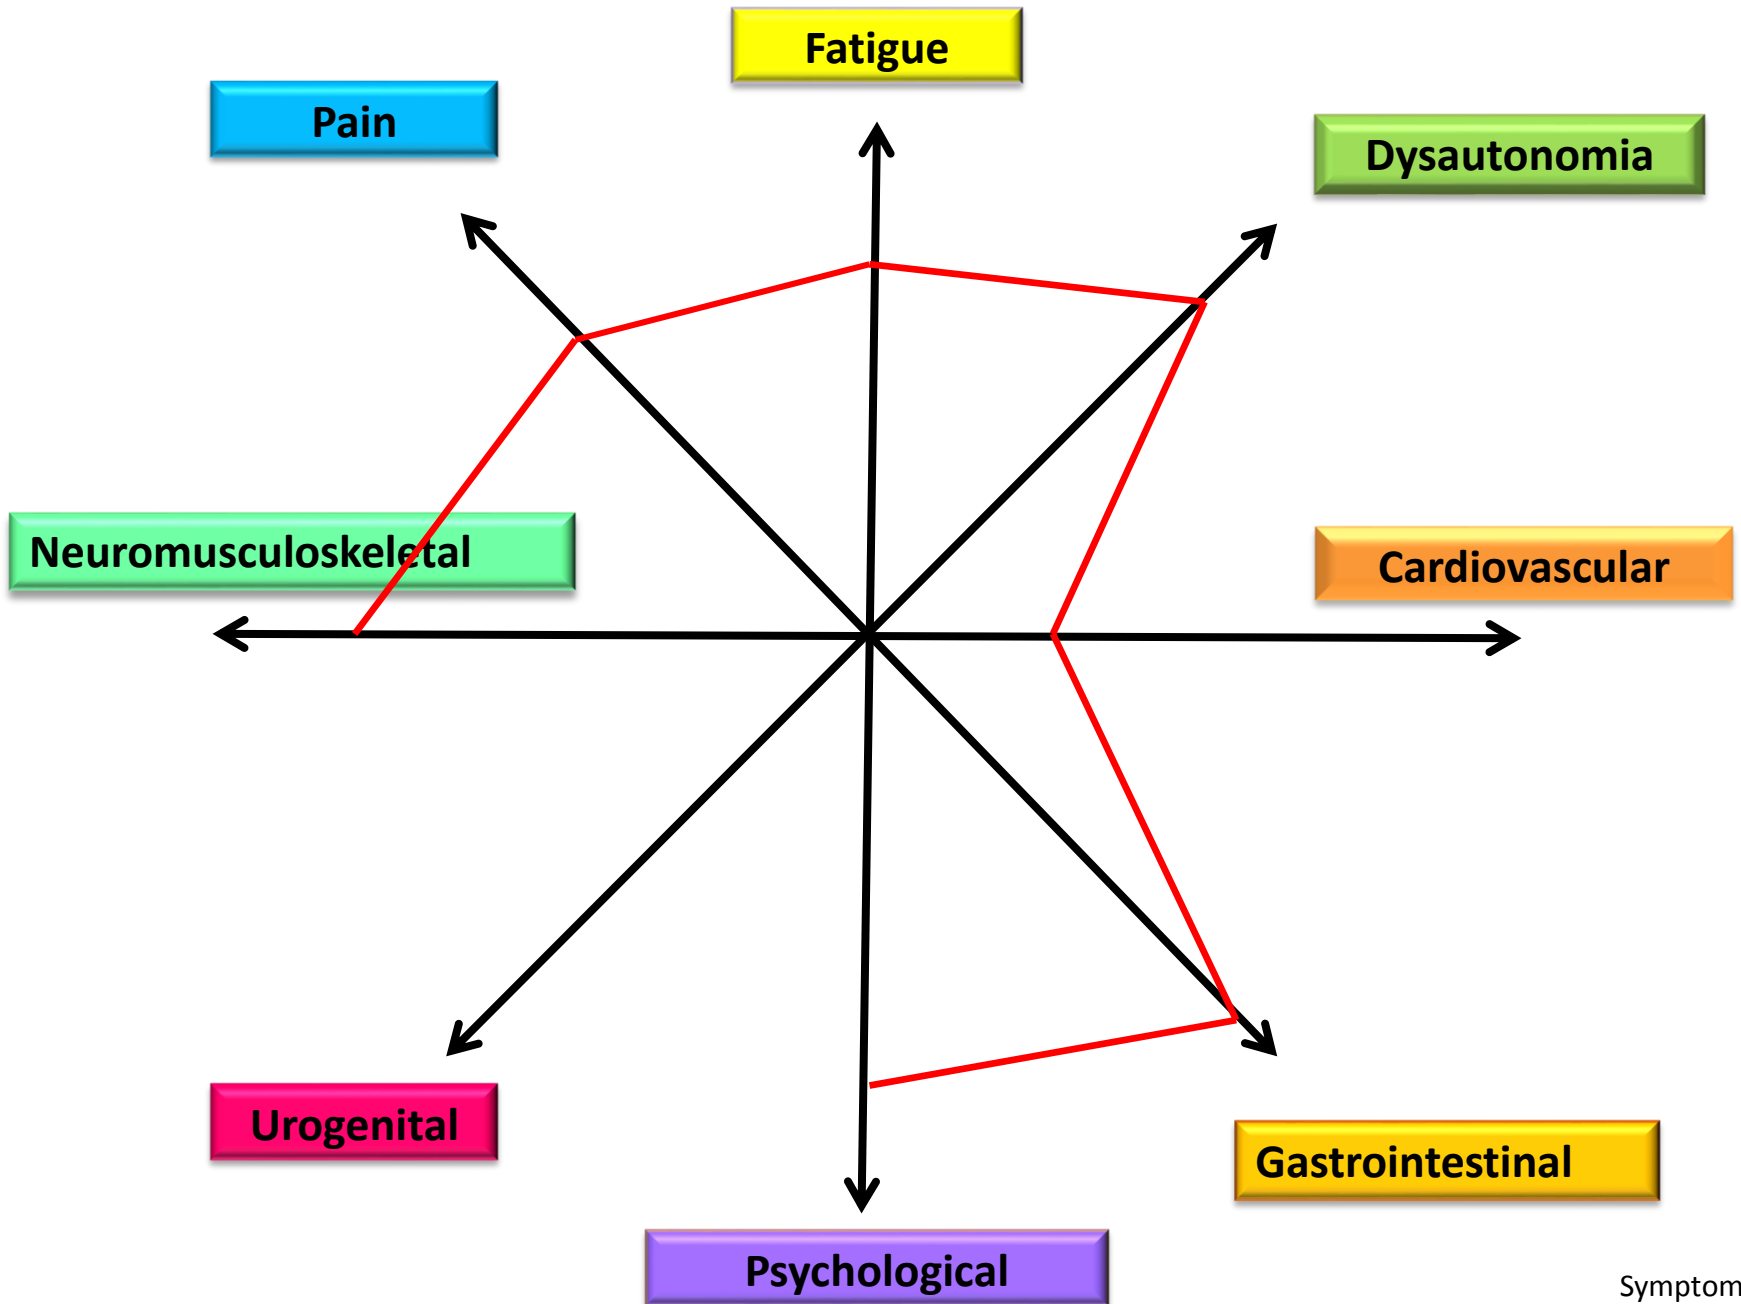 Fatigue
Pain
Dysautonomia
Neuromusculoskeletal
Cardiovascular
Urogenital
Gastrointestinal
Psychological
Symptom